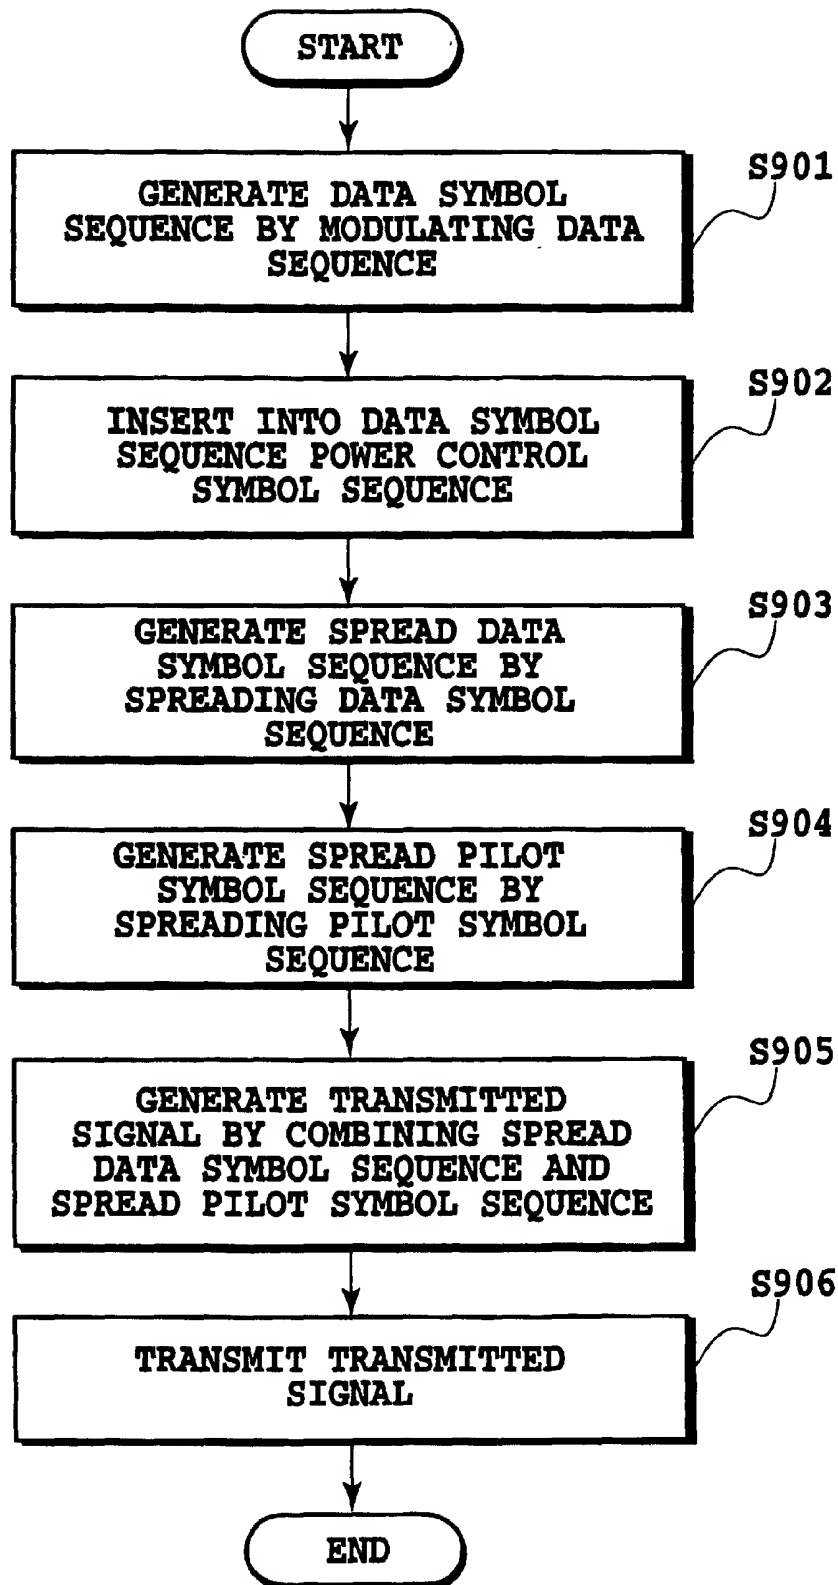 START
S901
GENERATE DATA SYMBOL
SEQUENCE BY MODULATING DATA
SEQUENCE
S902
INSERT INTO DATA SYMBOL
SEQUENCE POWER CONTROL
SYMBOL SEQUENCE
S903
GENERATE SPREAD DATA
SYMBOL SEQUENCE BY
SPREADING DATA SYMBOL
SEQUENCE
S904
GENERATE SPREAD PILOT
SYMBOL SEQUENCE BY
SPREADING PILOT SYMBOL
SEQUENCE
S905
GENERATE TRANSMITTED
SIGNAL BY COMBINING SPREAD
DATA SYMBOL SEQUENCE AND
SPREAD PILOT SYMBOL SEQUENCE
S906
TRANSMIT TRANSMITTED
SIGNAL
END